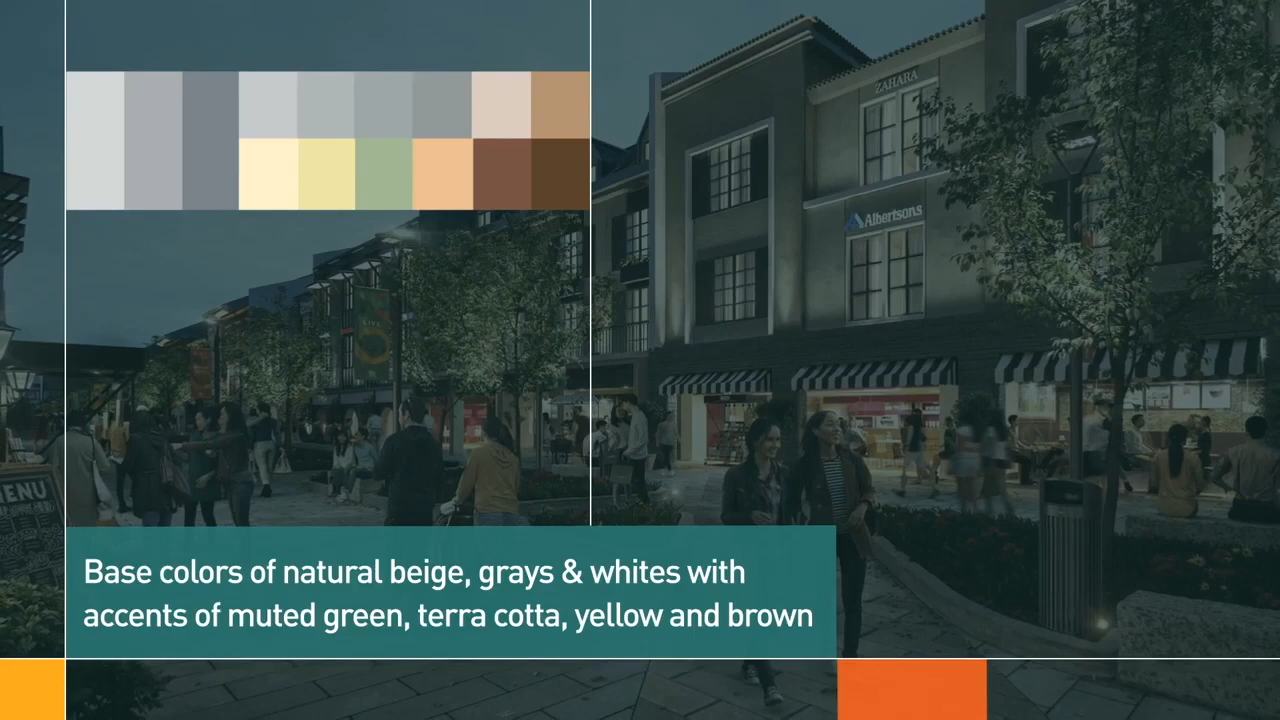 ZAHARA
Albertsons
MENU
Base colors of natural beige, grays & whites with
accents of muted green, terra cotta, yellow and brown